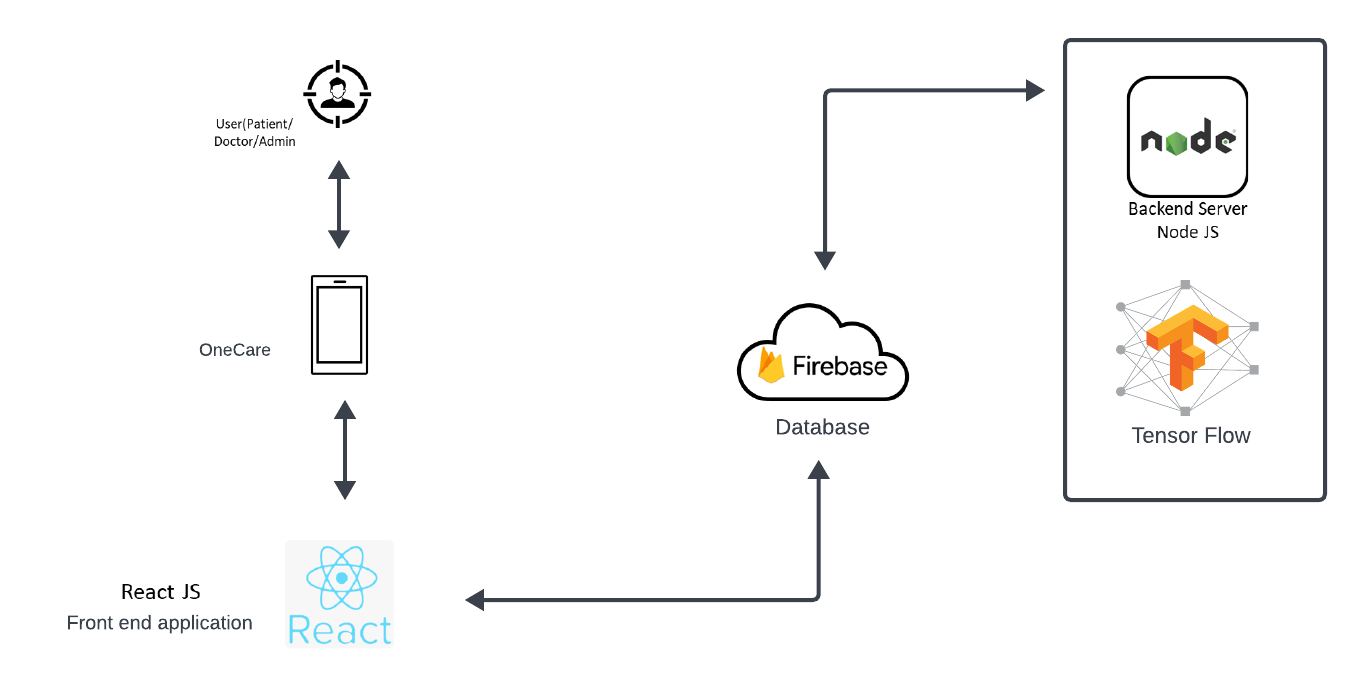 User(Patient/
Doctor/Admin
OneCare
React JS
Front end application
React
Firebase
Database
node
Backend Server
Node JS
Tensor Flow